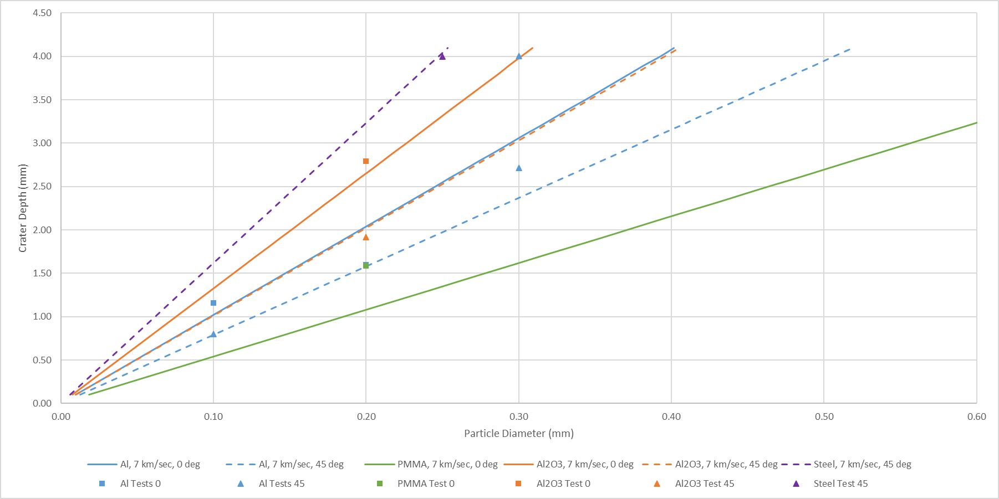 4.50
4.00
3.50
3.00
2.50
2.00
1.50
1.00
0.50
0.00
Crater Depth (mm)
0.00 0.10 0.20 0.30 0.40 0.50 0.60
Particle Diameter (mm)
Al, 7 km/sec, 0 deg Al, 7 km/sec, 45 deg PMMA, 7 km/sec, 0 deg Al2O3, 7 km/sec, 0 deg Al2O3, 7 km/sec, 45 deg Steel, 7 km/sec, 45 deg
Al Tests 0 Al Tests 45 PMMA Test 0 Al2O3 Test 0 Al2O3 Test 45 Steel Test 45